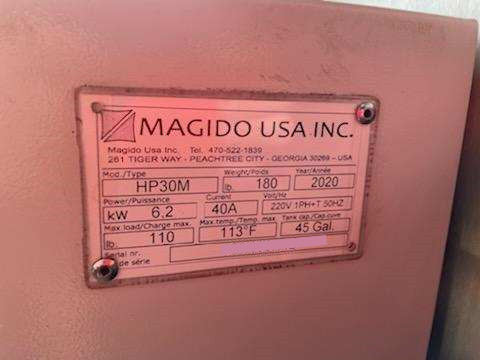 MAGIDO USA INC.
Magido Usa Inc. Tel. 470-522-1839
261 TIGER WAY - PEACHTREE CITY - GEORGIA 30269 - USA
Mod./Type Weight/Poids Year/Année
HP30M lb. 180 2020
Power/Puissance Current Volt/Hz
kW 6,2 40A 220V 1PH+T 50HZ
Max.load/Charge max. Max.temp./Temp. max. Tank cap./Cap.cuve
lb. 110 113°F 45 Gal.
Serial nr.
de série